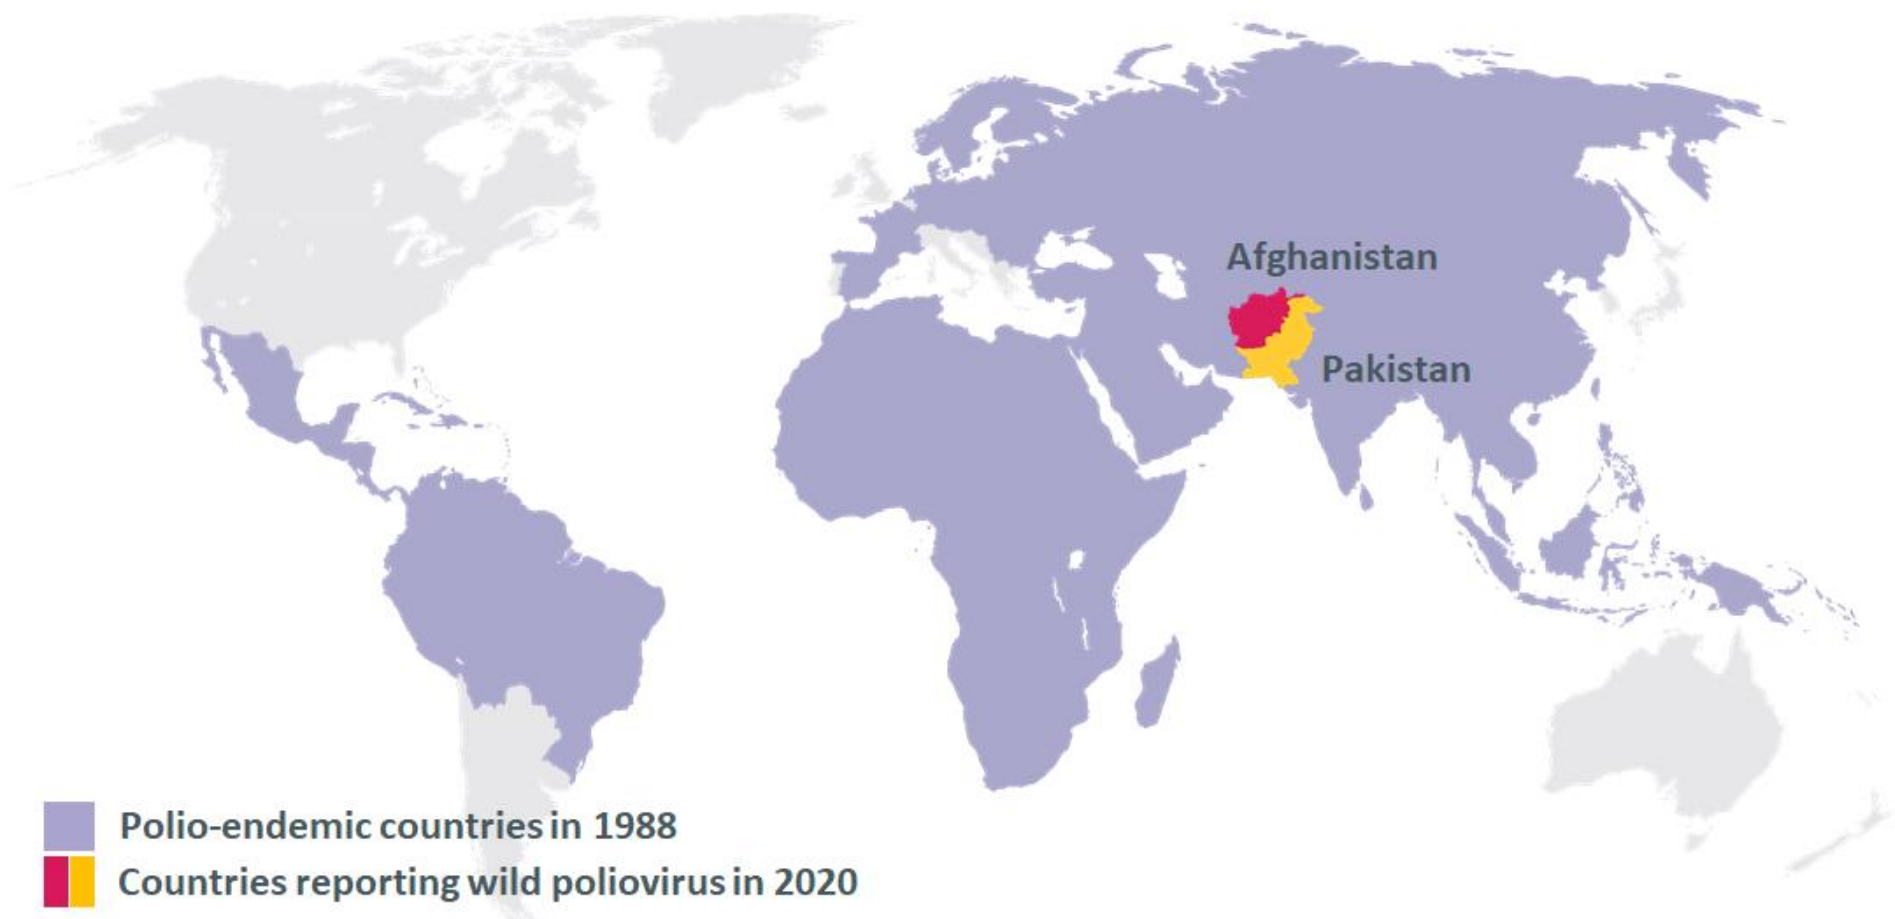 Afghanistan
Pakistan
Polio-endemic countries in 1988
Countries reporting wild poliovirus in 2020